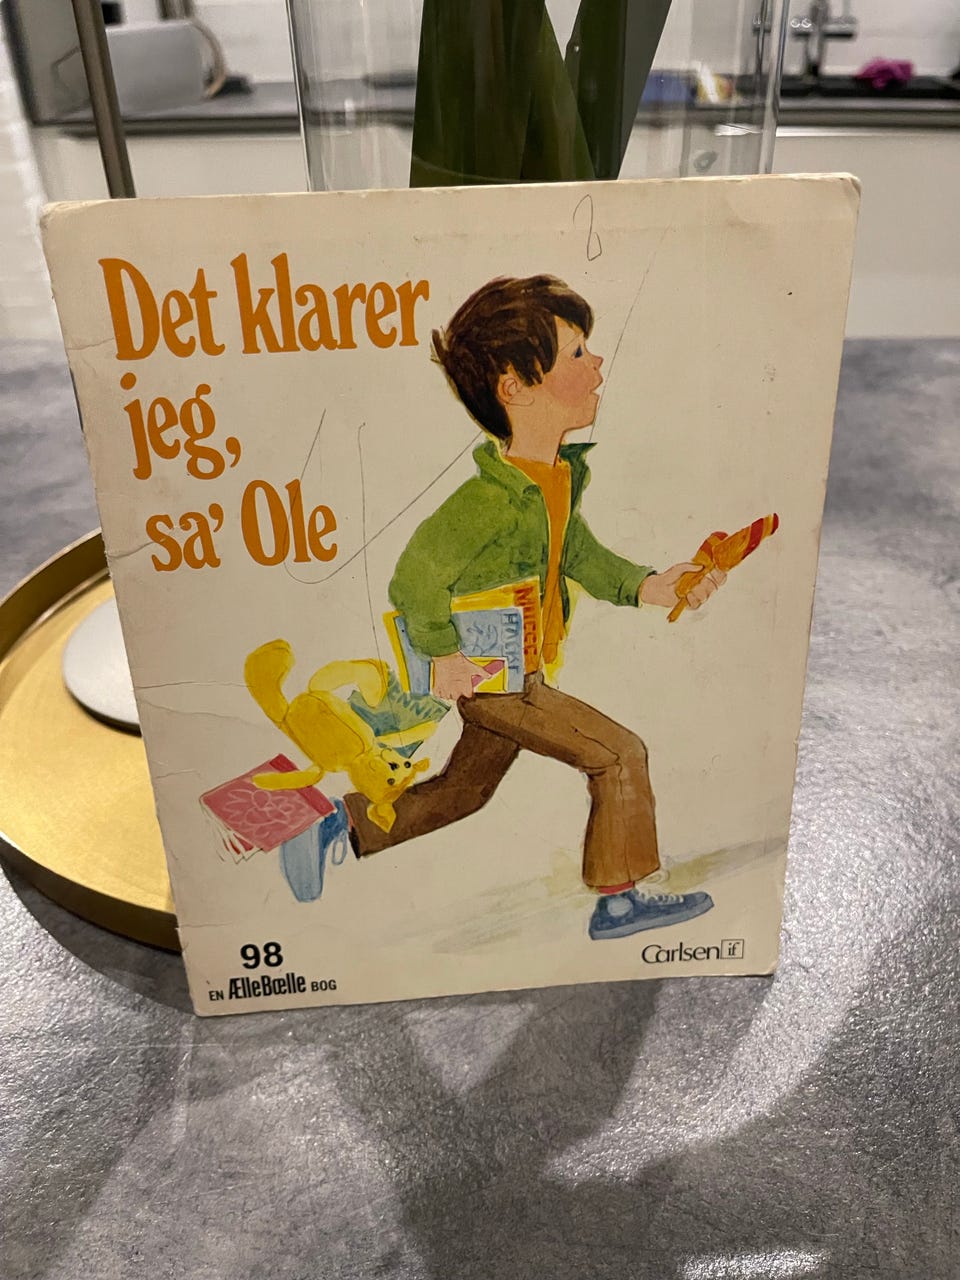 Det klarer
jeg,
sa' Ole
98
EN ÆlleBælle BOG
Carlsen if